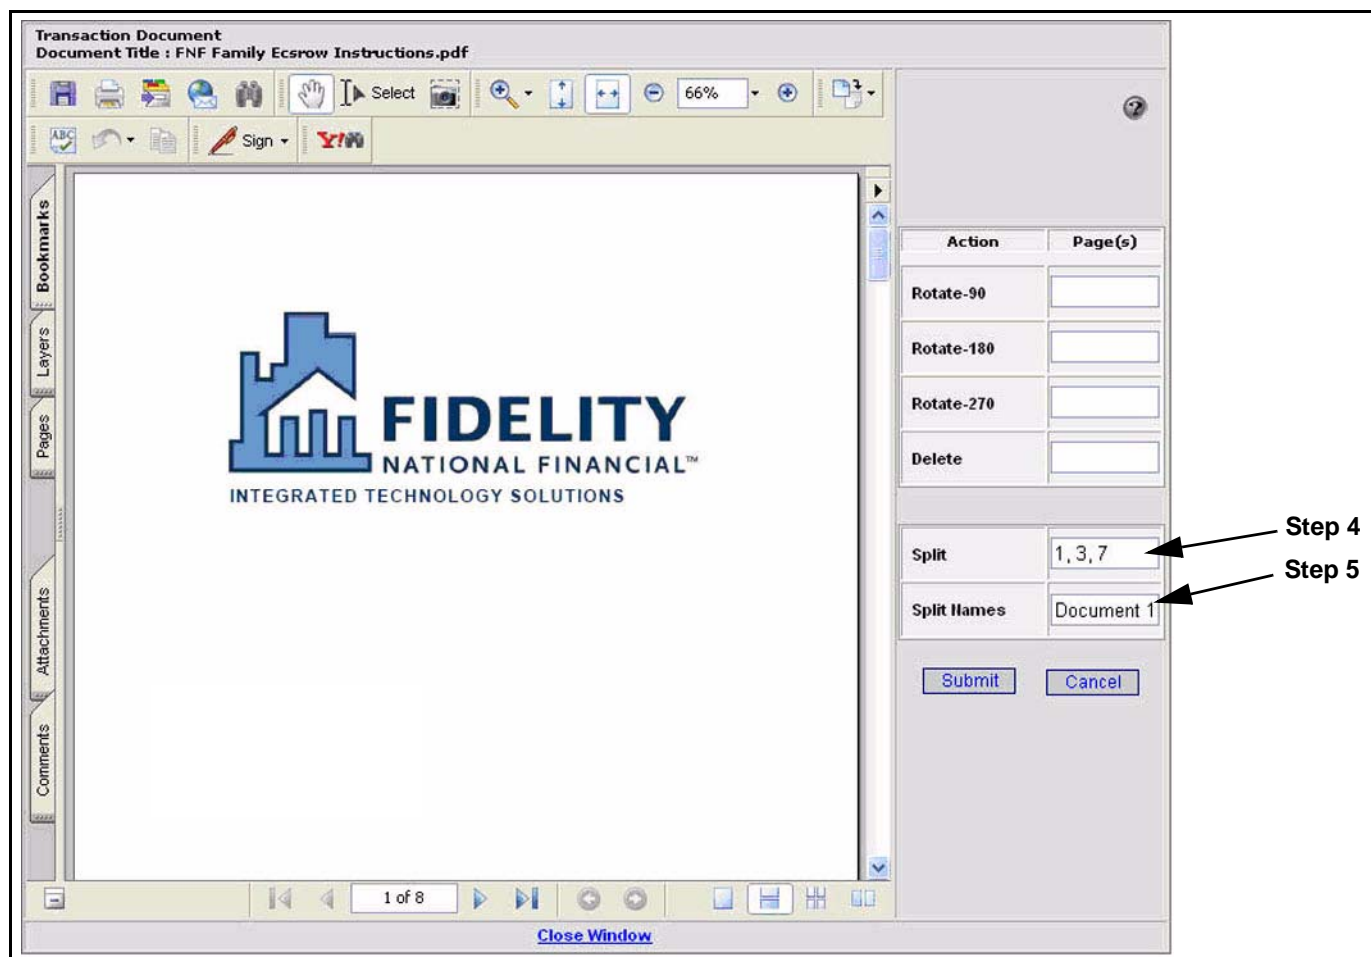 Transaction Document
Document Title : FNF Family Ecsrow Instructions.pdf
Select
66%
ABC
Sign
Y!
Bookmarks
Layers
Pages
Attachments
Comments
FIDELITY
NATIONAL FINANCIAL™
INTEGRATED TECHNOLOGY SOLUTIONS
?
Action Page(s)
Rotate-90
Rotate-180
Rotate-270
Delete
Split 1, 3, 7
Step 4
Split Names Document 1
Step 5
Submit Cancel
1 of 8
Close Window